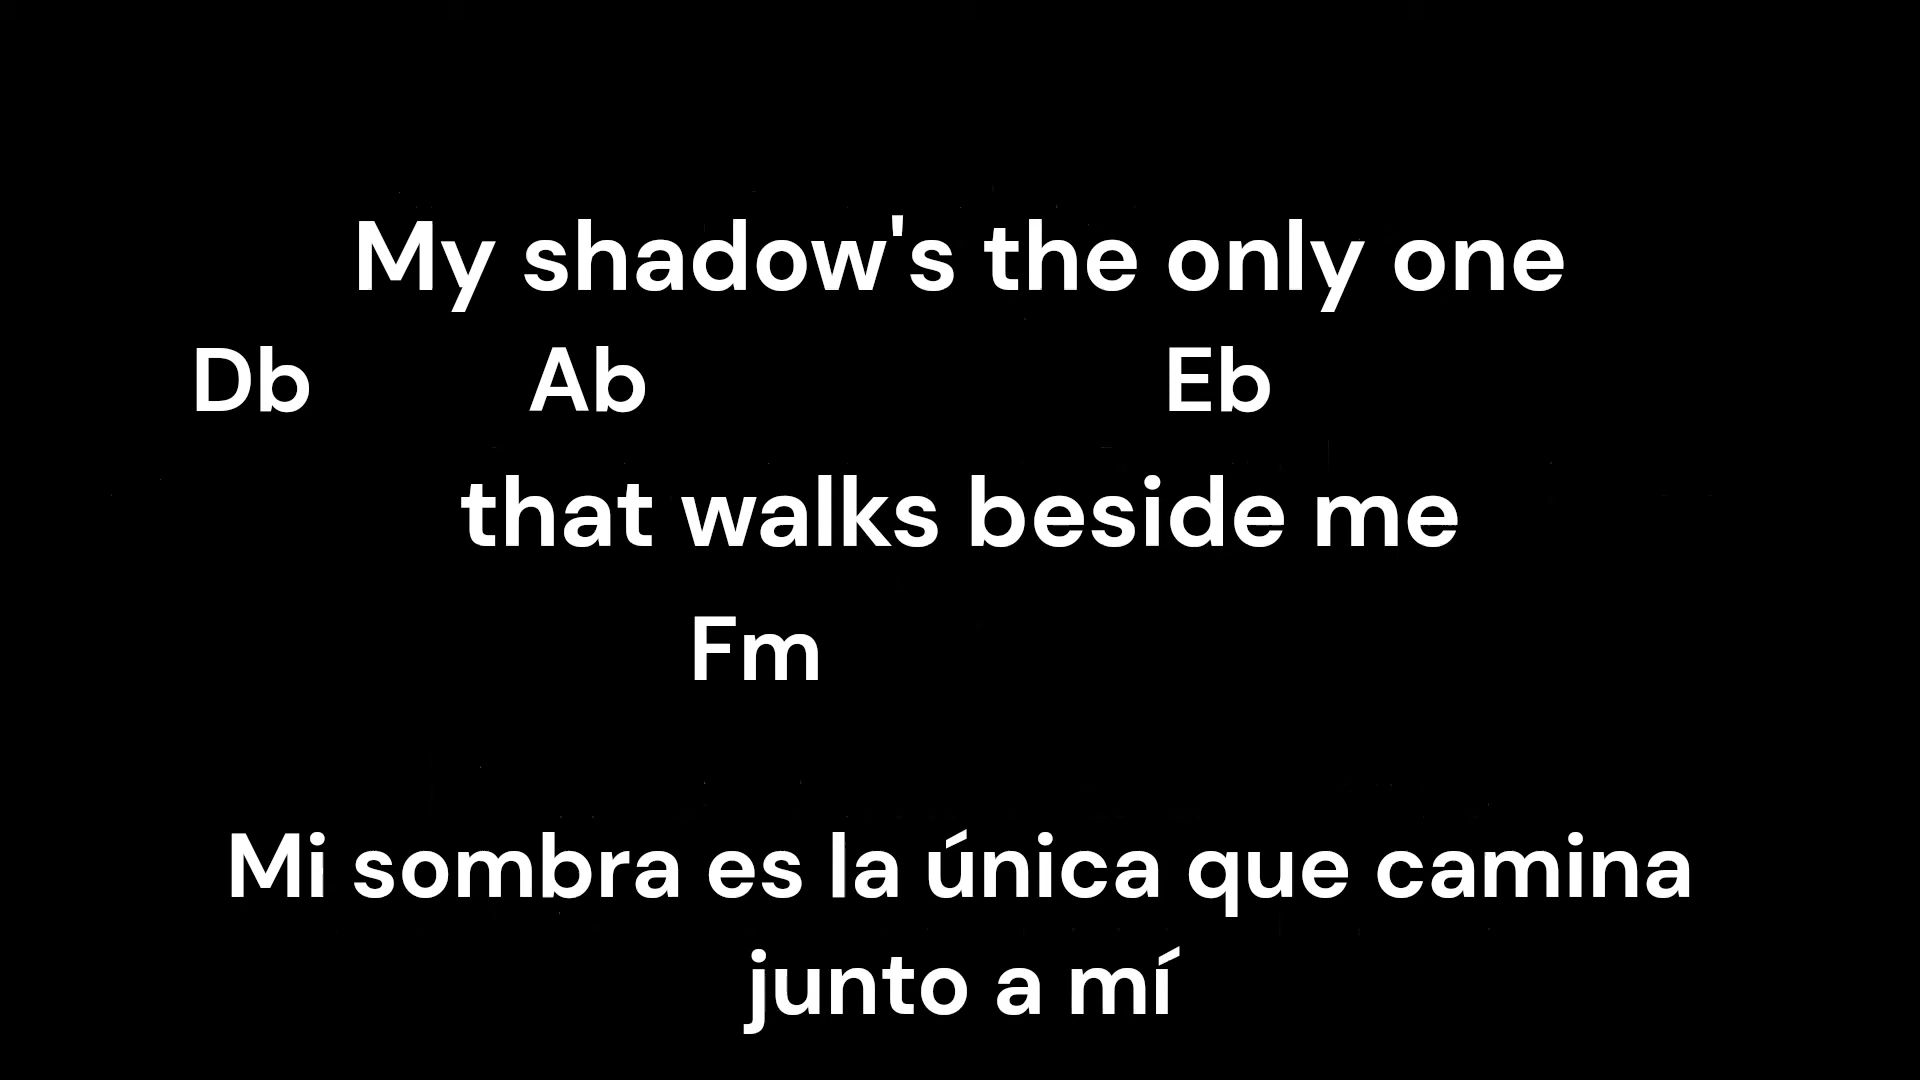 My shadow's the only one
Db Ab Eb
that walks beside me
Fm
Mi sombra es la única que camina
junto a mí